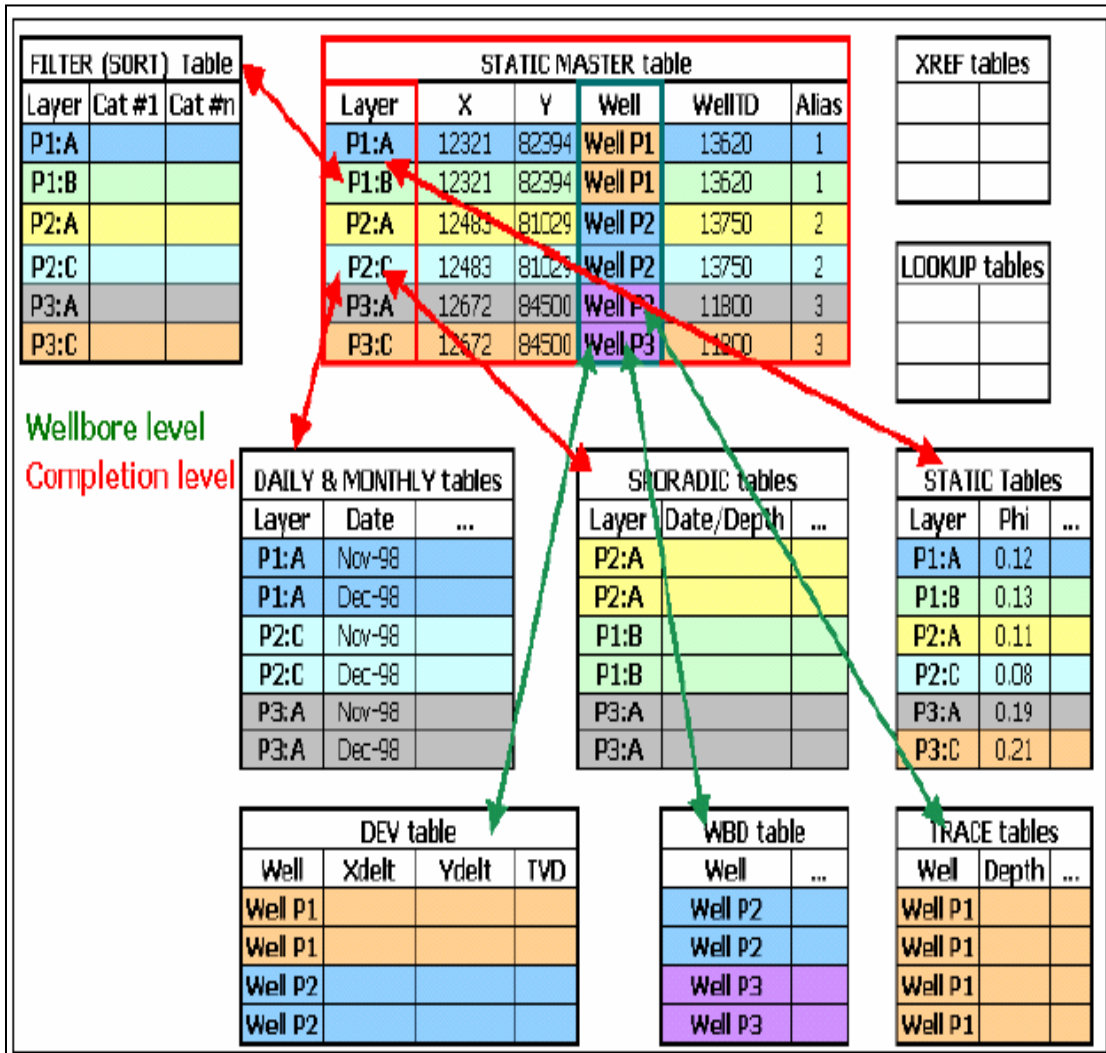 FILTER (SORT) Table
Layer Cat #1 Cat #n
P1:A
P1:B
P2:A
P2:C
P3:A
P3:C
STATIC MASTER table
Layer X Y Well WellTD Alias
P1:A 12321 82394 Well P1 13620 1
P1:B 12321 82394 Well P1 13620 1
P2:A 12483 81029 Well P2 13750 2
P2:C 12483 81029 Well P2 13750 2
P3:A 12672 84500 Well P3 11800 3
P3:C 12672 84500 Well P3 11800 3
XREF tables
LOOKUP tables
Wellbore level
Completion level
DAILY & MONTHLY tables
Layer Date ...
P1:A Nov-98
P1:A Dec-98
P2:C Nov-98
P2:C Dec-98
P3:A Nov-98
P3:A Dec-98
SPORADIC tables
Layer Date/Depth ...
P2:A
P2:A
P1:B
P1:B
P3:A
P3:A
STATIC Tables
Layer Phi ...
P1:A 0.12
P1:B 0.13
P2:A 0.11
P2:C 0.08
P3:A 0.19
P3:C 0.21
DEV table
Well Xdelt Ydelt TVD
Well P1
Well P1
Well P2
Well P2
WBD table
Well ...
Well P2
Well P2
Well P3
Well P3
TRACE tables
Well Depth ...
Well P1
Well P1
Well P1
Well P1